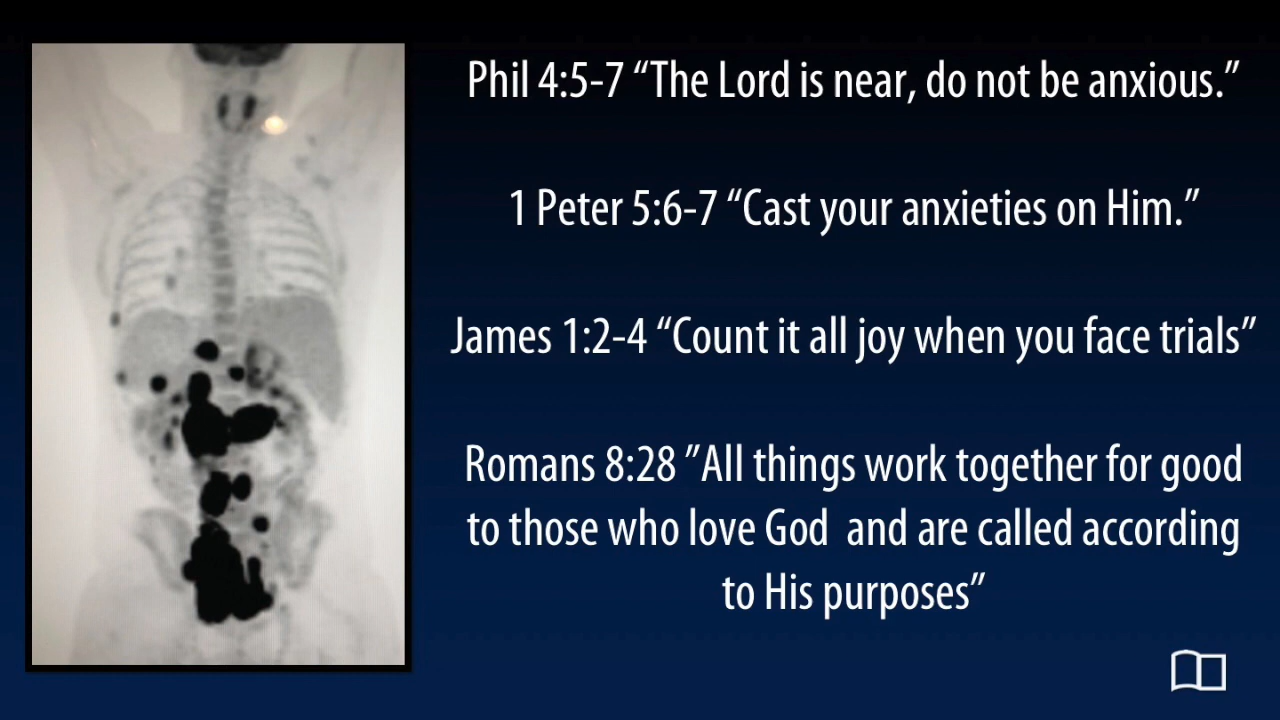 Phil 4:5-7 “The Lord is near, do not be anxious.”
1 Peter 5:6-7 “Cast your anxieties on Him.”
James 1:2-4 “Count it all joy when you face trials”
Romans 8:28 ”All things work together for good
to those who love God  and are called according
to His purposes”